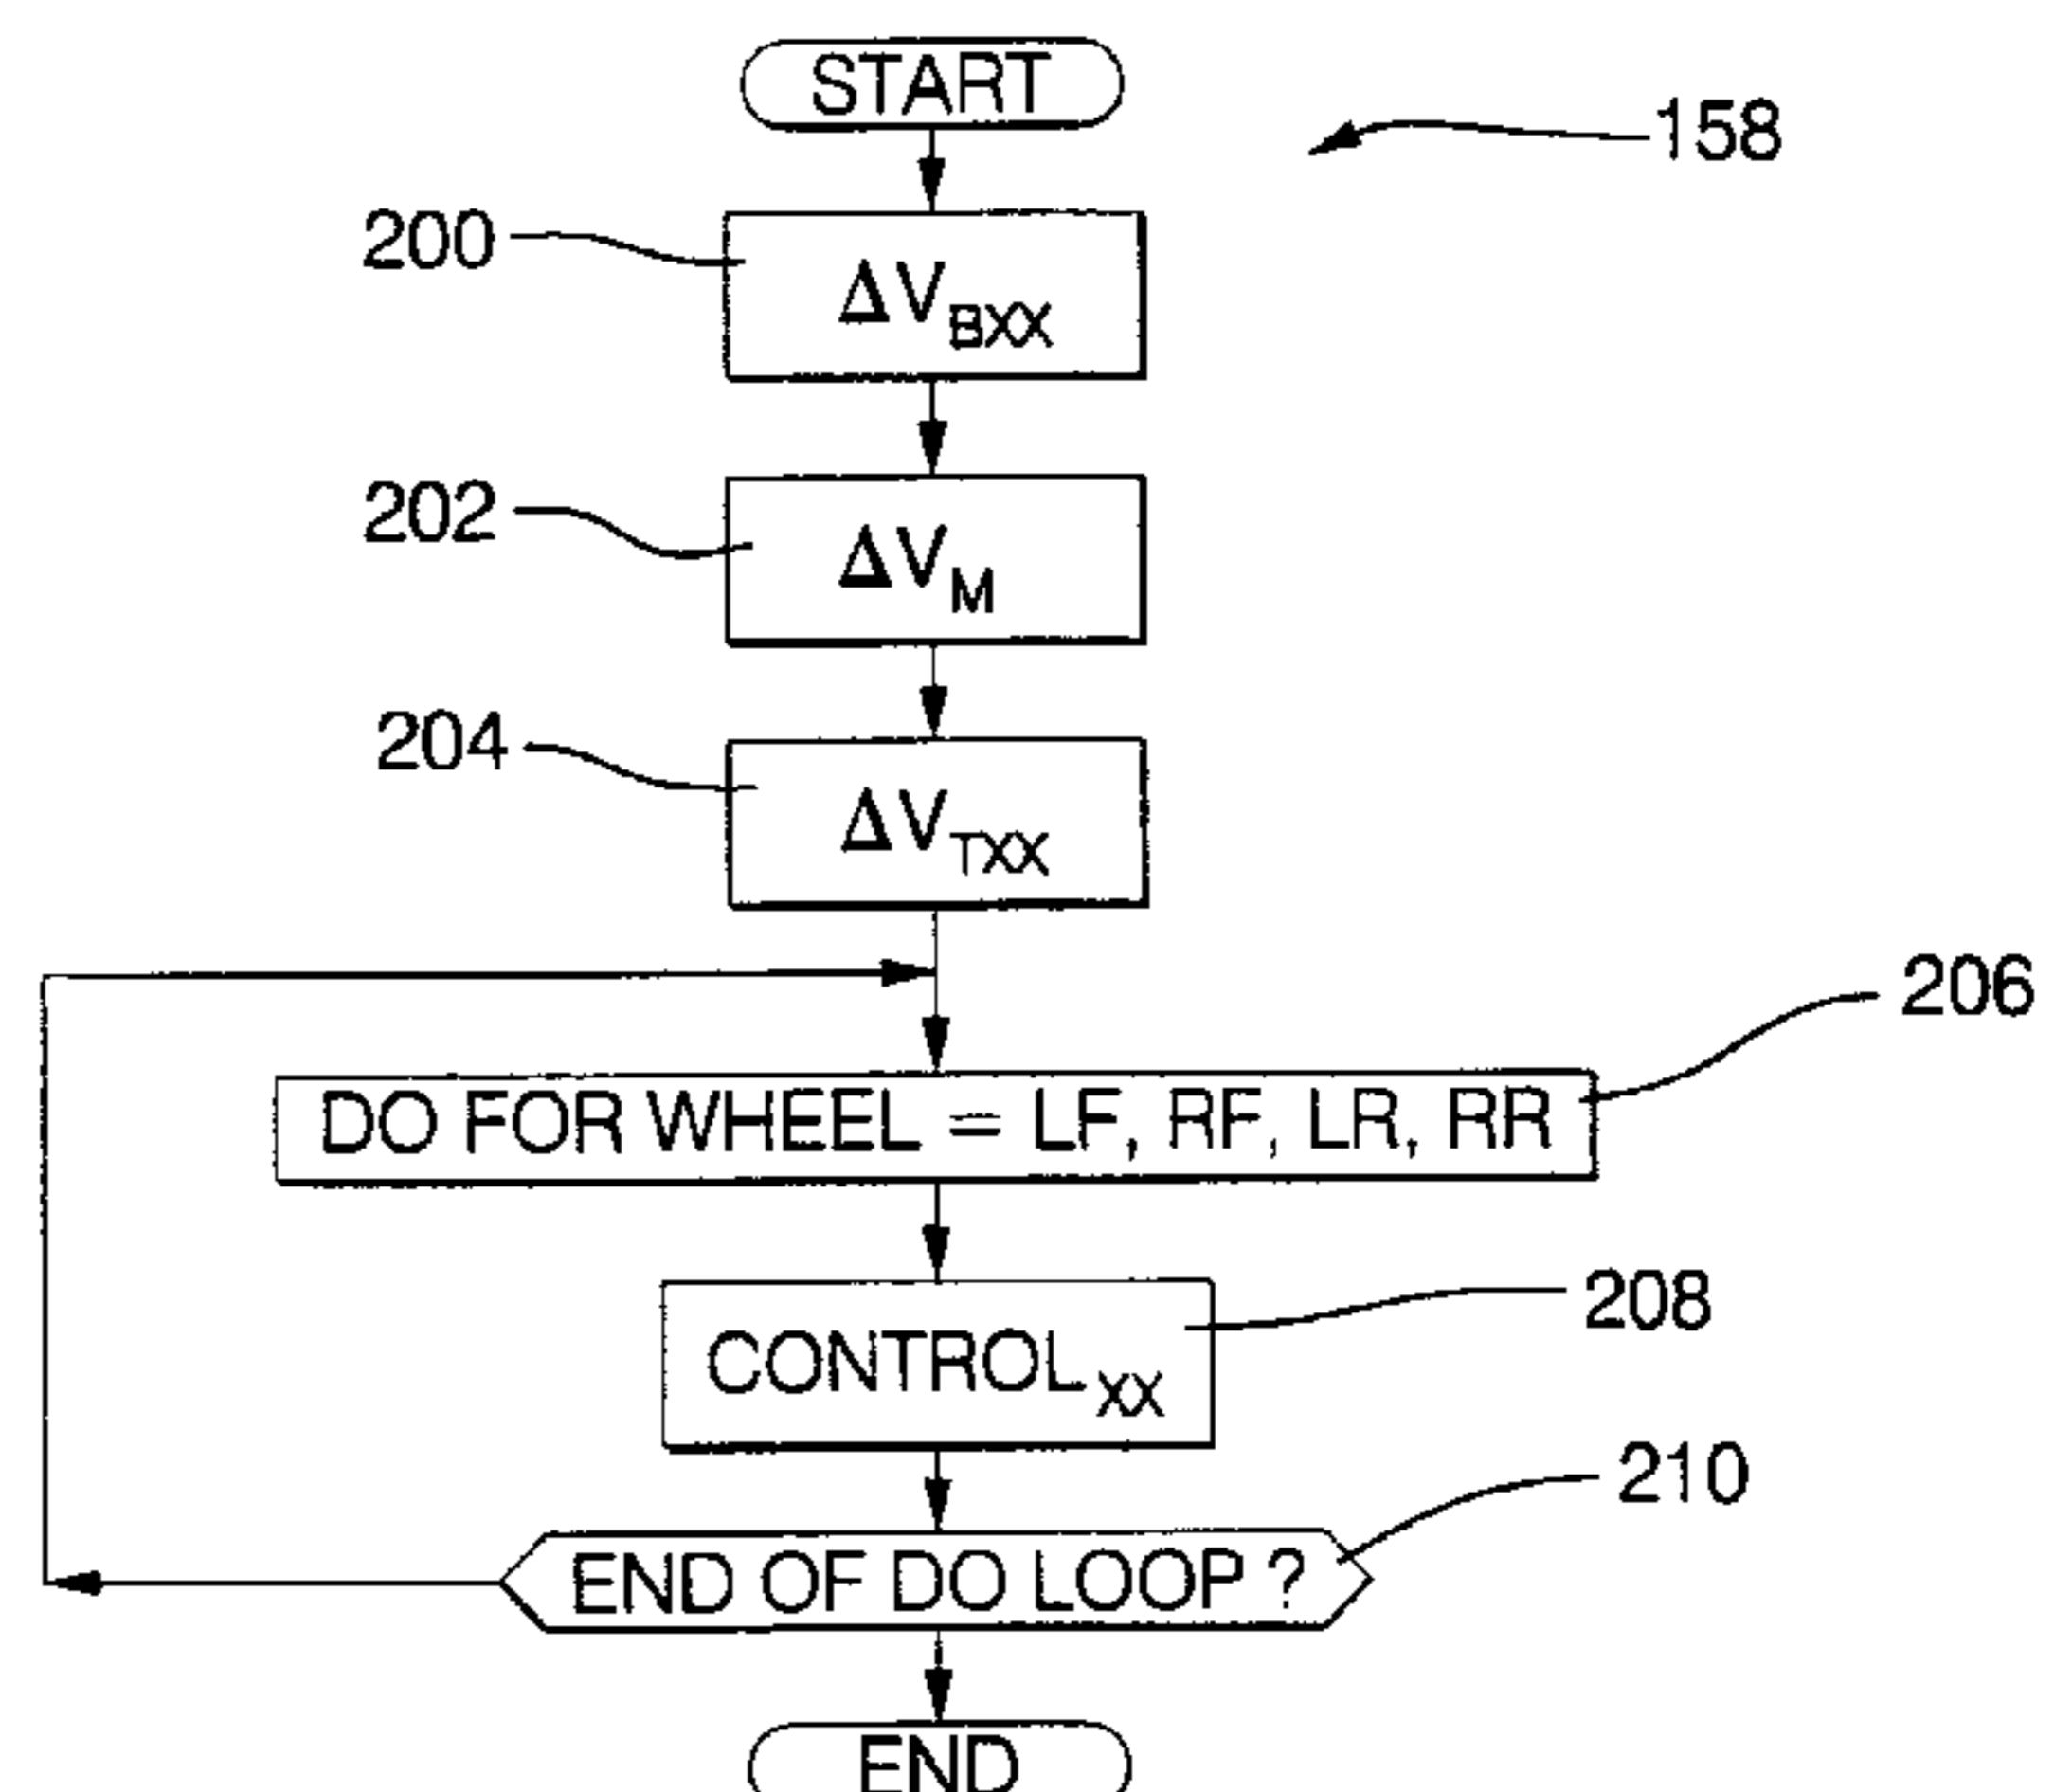 START
158
200
ΔV_BXX
202
ΔV_M
204
ΔV_TXX
206
DO FOR WHEEL = LF, RF, LR, RR
208
CONTROL_XX
210
END OF DO LOOP ?
END